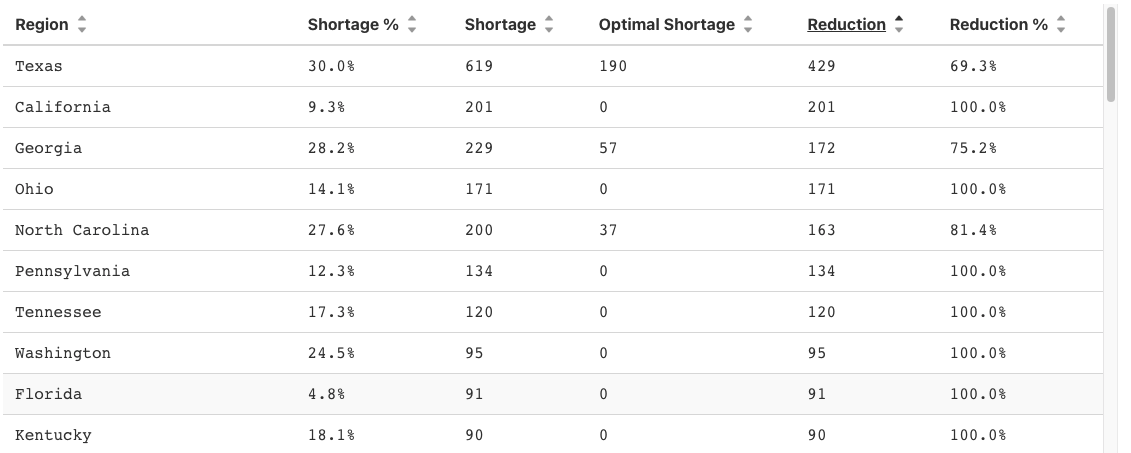 Region Shortage % Shortage Optimal Shortage Reduction Reduction %
Texas 30.0% 619 190 429 69.3%
California 9.3% 201 0 201 100.0%
Georgia 28.2% 229 57 172 75.2%
Ohio 14.1% 171 0 171 100.0%
North Carolina 27.6% 200 37 163 81.4%
Pennsylvania 12.3% 134 0 134 100.0%
Tennessee 17.3% 120 0 120 100.0%
Washington 24.5% 95 0 95 100.0%
Florida 4.8% 91 0 91 100.0%
Kentucky 18.1% 90 0 90 100.0%